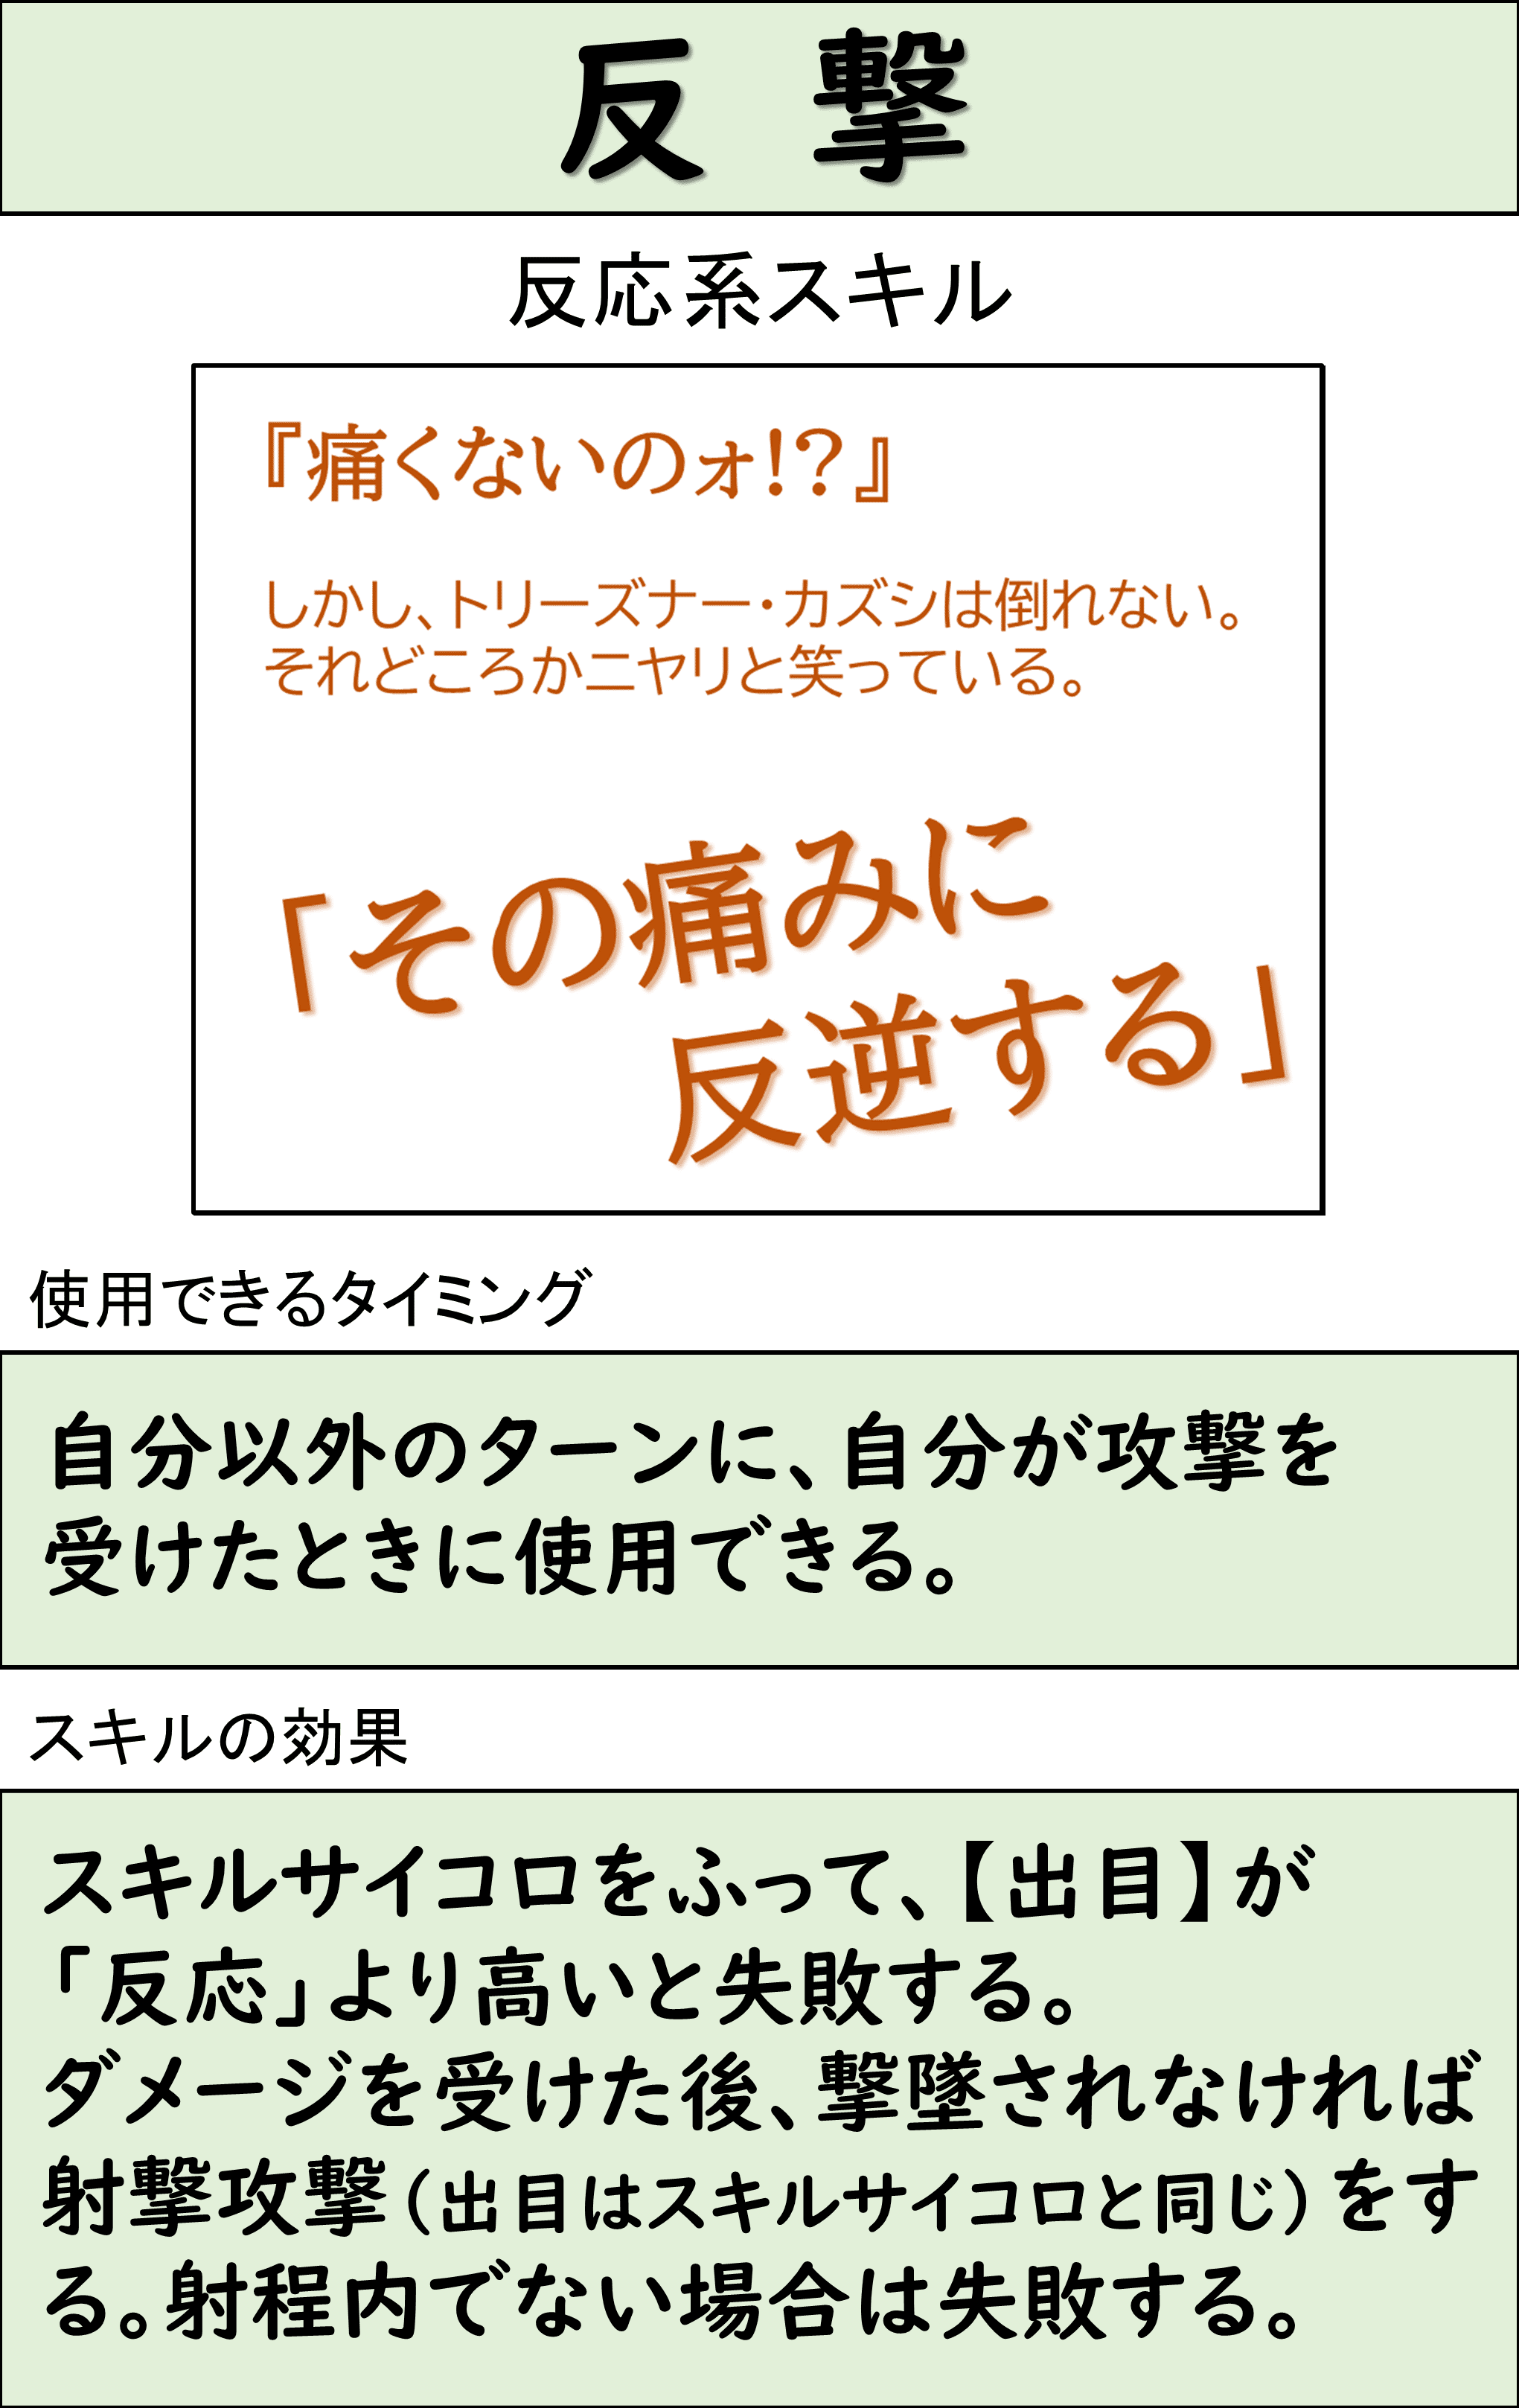 反撃
反応系スキル
『痛くないのォ!?』
しかし、トリーズナー・カズシは倒れない。
それどころかニヤリと笑っている。
「その痛みに
反逆する」
使用できるタイミング
自分以外のターンに、自分が攻撃を
受けたときに使用できる。
スキルの効果
スキルサイコロをふって、【出目】が
「反応」より高いと失敗する。
ダメージを受けた後、撃墜されなければ
射撃攻撃(出目はスキルサイコロと同じ)をす
る。射程内でない場合は失敗する。